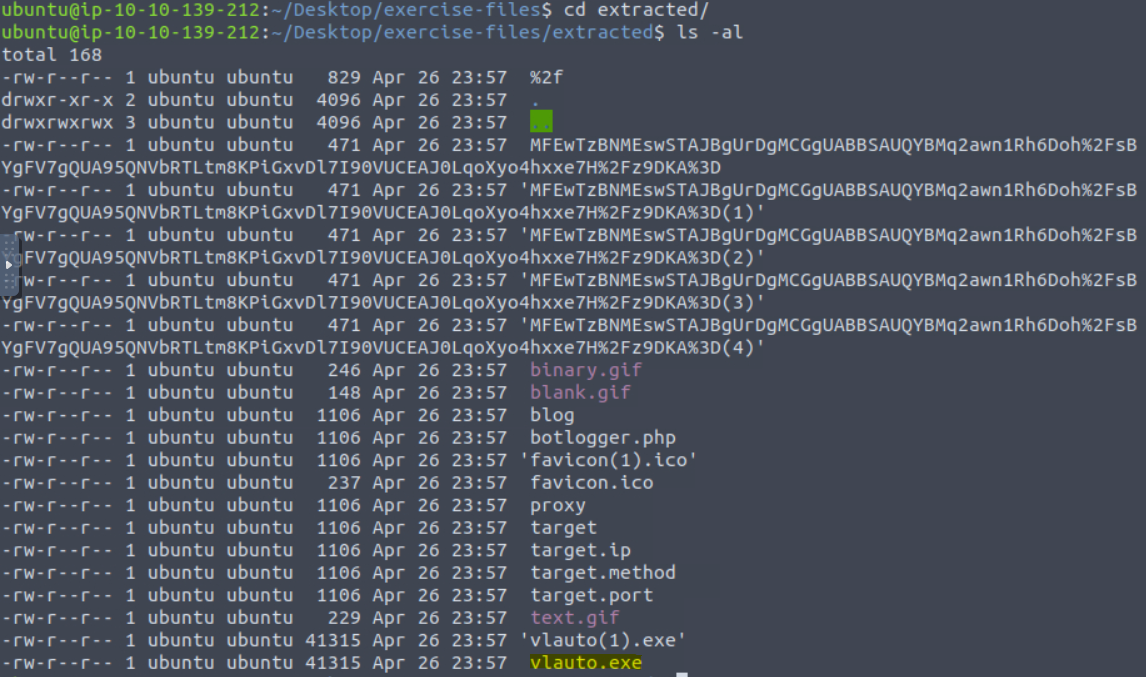 ubuntu@ip-10-10-139-212:~/Desktop/exercise-files$ cd extracted/
ubuntu@ip-10-10-139-212:~/Desktop/exercise-files/extracted$ ls -al
total 168
-rw-r--r-- 1 ubuntu ubuntu   829 Apr 26 23:57  %2f
drwxr-xr-x 2 ubuntu ubuntu  4096 Apr 26 23:57  .
drwxrwxrwx 3 ubuntu ubuntu  4096 Apr 26 23:57  ..
-rw-r--r-- 1 ubuntu ubuntu   471 Apr 26 23:57  MFEwTzBNMEswSTAJBgUrDgMCGgUABBSAUQYBMq2awn1Rh6Doh%2FsB
YgFV7gQUA95QNVbRTLtm8KPiGxvDl7I90VUCEAJ0LqoXyo4hxxe7H%2Fz9DKA%3D
-rw-r--r-- 1 ubuntu ubuntu   471 Apr 26 23:57 'MFEwTzBNMEswSTAJBgUrDgMCGgUABBSAUQYBMq2awn1Rh6Doh%2FsB
YgFV7gQUA95QNVbRTLtm8KPiGxvDl7I90VUCEAJ0LqoXyo4hxxe7H%2Fz9DKA%3D(1)'
-rw-r--r-- 1 ubuntu ubuntu   471 Apr 26 23:57 'MFEwTzBNMEswSTAJBgUrDgMCGgUABBSAUQYBMq2awn1Rh6Doh%2FsB
YgFV7gQUA95QNVbRTLtm8KPiGxvDl7I90VUCEAJ0LqoXyo4hxxe7H%2Fz9DKA%3D(2)'
-rw-r--r-- 1 ubuntu ubuntu   471 Apr 26 23:57 'MFEwTzBNMEswSTAJBgUrDgMCGgUABBSAUQYBMq2awn1Rh6Doh%2FsB
YgFV7gQUA95QNVbRTLtm8KPiGxvDl7I90VUCEAJ0LqoXyo4hxxe7H%2Fz9DKA%3D(3)'
-rw-r--r-- 1 ubuntu ubuntu   471 Apr 26 23:57 'MFEwTzBNMEswSTAJBgUrDgMCGgUABBSAUQYBMq2awn1Rh6Doh%2FsB
YgFV7gQUA95QNVbRTLtm8KPiGxvDl7I90VUCEAJ0LqoXyo4hxxe7H%2Fz9DKA%3D(4)'
-rw-r--r-- 1 ubuntu ubuntu   246 Apr 26 23:57  binary.gif
-rw-r--r-- 1 ubuntu ubuntu   148 Apr 26 23:57  blank.gif
-rw-r--r-- 1 ubuntu ubuntu  1106 Apr 26 23:57  blog
-rw-r--r-- 1 ubuntu ubuntu  1106 Apr 26 23:57  botlogger.php
-rw-r--r-- 1 ubuntu ubuntu  1106 Apr 26 23:57 'favicon(1).ico'
-rw-r--r-- 1 ubuntu ubuntu   237 Apr 26 23:57  favicon.ico
-rw-r--r-- 1 ubuntu ubuntu  1106 Apr 26 23:57  proxy
-rw-r--r-- 1 ubuntu ubuntu  1106 Apr 26 23:57  target
-rw-r--r-- 1 ubuntu ubuntu  1106 Apr 26 23:57  target.ip
-rw-r--r-- 1 ubuntu ubuntu  1106 Apr 26 23:57  target.method
-rw-r--r-- 1 ubuntu ubuntu  1106 Apr 26 23:57  target.port
-rw-r--r-- 1 ubuntu ubuntu   229 Apr 26 23:57  text.gif
-rw-r--r-- 1 ubuntu ubuntu 41315 Apr 26 23:57 'vlauto(1).exe'
-rw-r--r-- 1 ubuntu ubuntu 41315 Apr 26 23:57  vlauto.exe